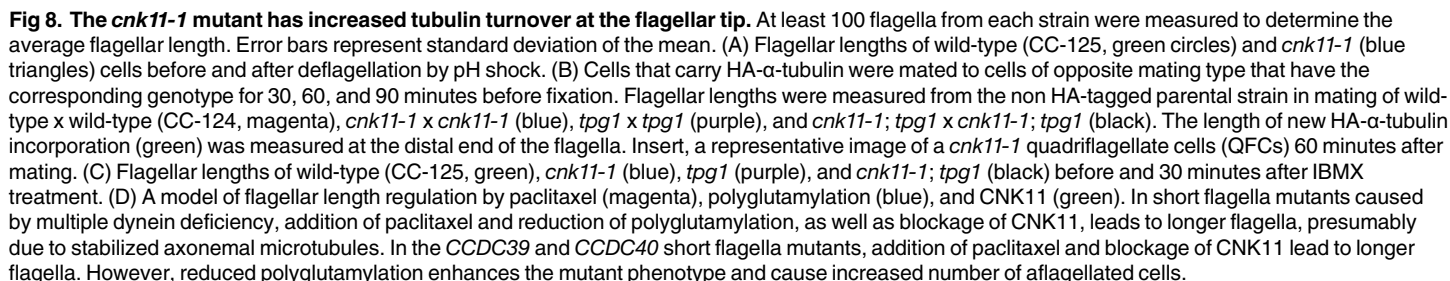 Fig 8. The cnk11-1 mutant has increased tubulin turnover at the flagellar tip. At least 100 flagella from each strain were measured to determine the
average flagellar length. Error bars represent standard deviation of the mean. (A) Flagellar lengths of wild-type (CC-125, green circles) and cnk11-1 (blue
triangles) cells before and after deflagellation by pH shock. (B) Cells that carry HA-α-tubulin were mated to cells of opposite mating type that have the
corresponding genotype for 30, 60, and 90 minutes before fixation. Flagellar lengths were measured from the non HA-tagged parental strain in mating of wild-
type x wild-type (CC-124, magenta), cnk11-1 x cnk11-1 (blue), tpg1 x tpg1 (purple), and cnk11-1; tpg1 x cnk11-1; tpg1 (black). The length of new HA-α-tubulin
incorporation (green) was measured at the distal end of the flagella. Insert, a representative image of a cnk11-1 quadriflagellate cells (QFCs) 60 minutes after
mating. (C) Flagellar lengths of wild-type (CC-125, green), cnk11-1 (blue), tpg1 (purple), and cnk11-1; tpg1 (black) before and 30 minutes after IBMX
treatment. (D) A model of flagellar length regulation by paclitaxel (magenta), polyglutamylation (blue), and CNK11 (green). In short flagella mutants caused
by multiple dynein deficiency, addition of paclitaxel and reduction of polyglutamylation, as well as blockage of CNK11, leads to longer flagella, presumably
due to stabilized axonemal microtubules. In the CCDC39 and CCDC40 short flagella mutants, addition of paclitaxel and blockage of CNK11 lead to longer
flagella. However, reduced polyglutamylation enhances the mutant phenotype and cause increased number of aflagellated cells.